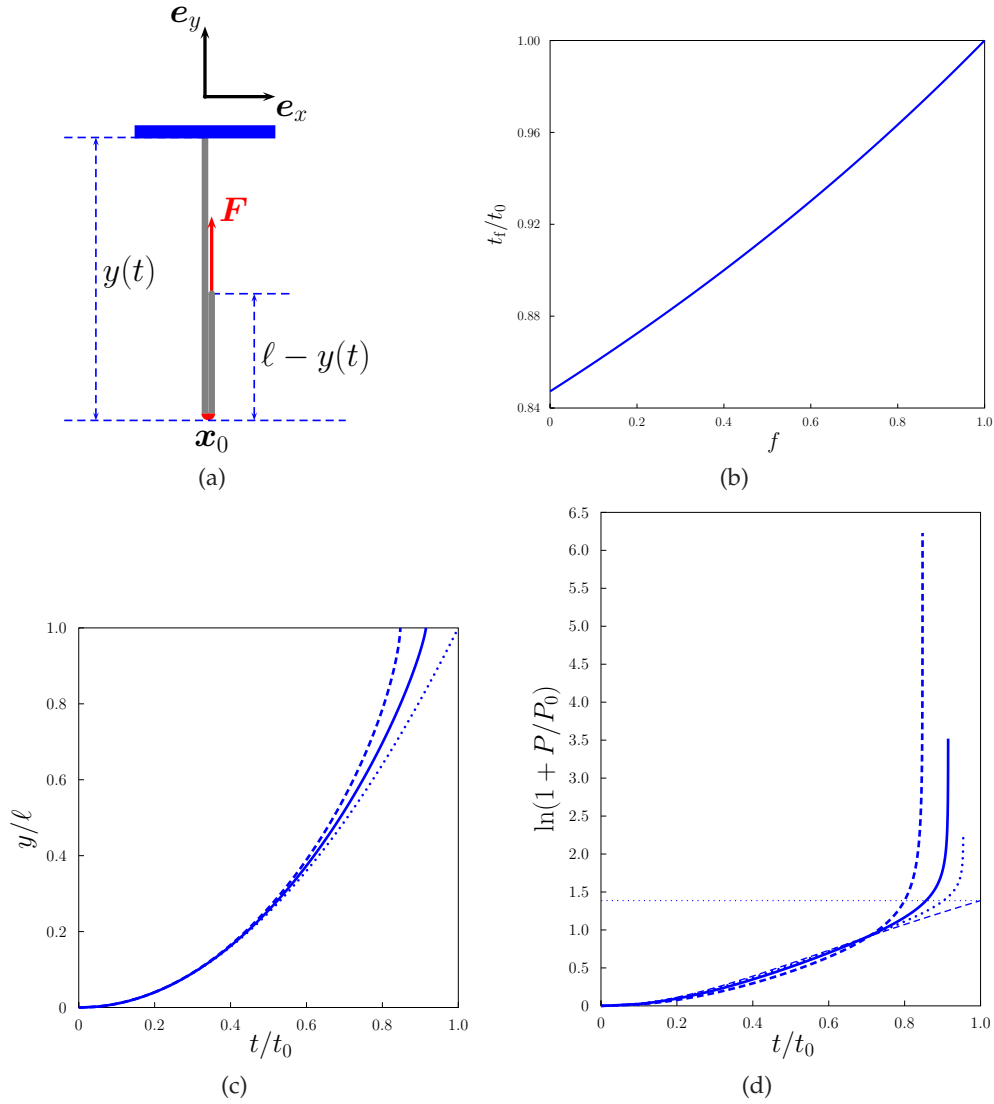 e_y
e_x
F
y(t)
ℓ − y(t)
x_0
(a)
1.00
0.96
0.92
0.88
0.84
t_f/t_0
0
0.2
0.4
0.6
0.8
1.0
f
(b)
1.0
0.8
0.6
0.4
0.2
0
y/ℓ
0
0.2
0.4
0.6
0.8
1.0
t/t_0
(c)
6.5
6.0
5.5
5.0
4.5
4.0
3.5
3.0
2.5
2.0
1.5
1.0
0.5
0
ln(1 + P/P_0)
0
0.2
0.4
0.6
0.8
1.0
t/t_0
(d)